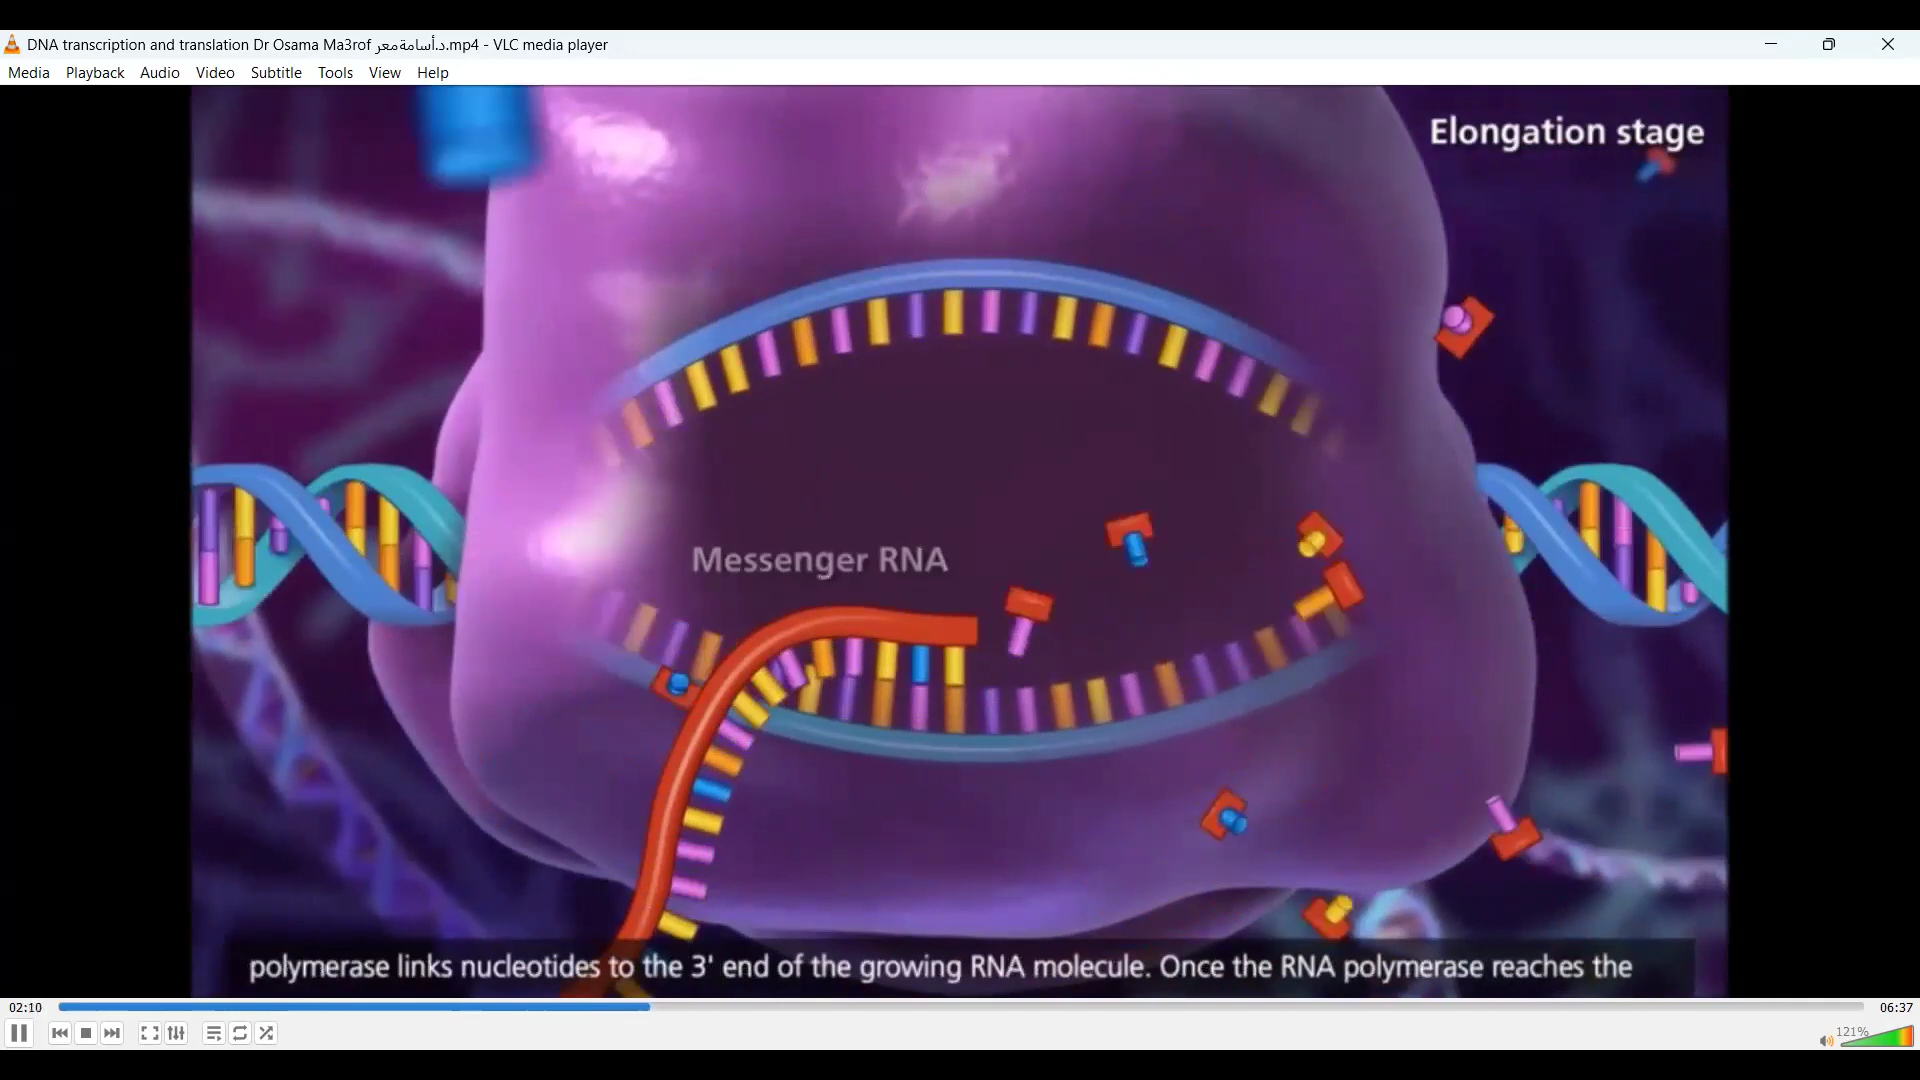 DNA transcription and translation Dr Osama Ma3rof د.أسامةمعر.mp4 - VLC media player
Media Playback Audio Video Subtitle Tools View Help
Elongation stage
Messenger RNA
polymerase links nucleotides to the 3' end of the growing RNA molecule. Once the RNA polymerase reaches the
02:10 06:37
121%